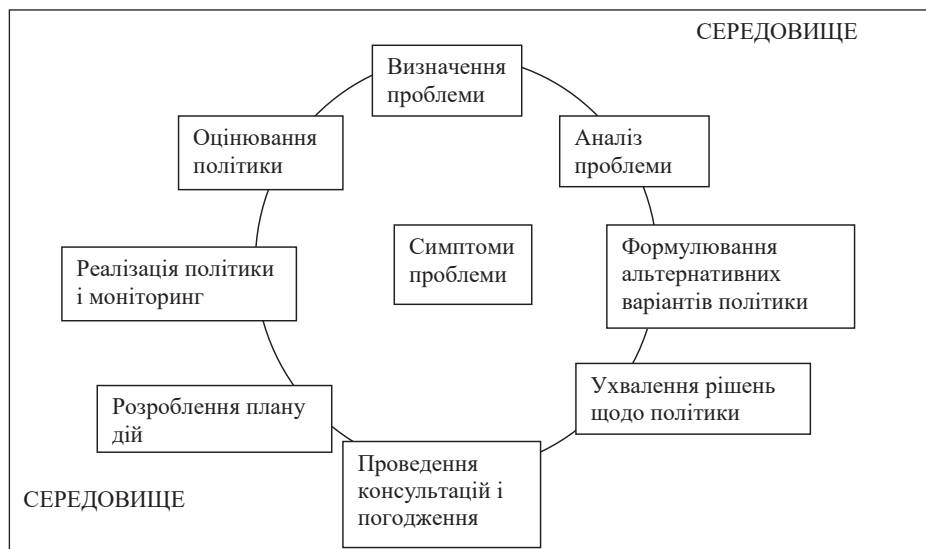 СЕРЕДОВИЩЕ
Визначення
проблеми
Аналіз
проблеми
Формулювання
альтернативних
варіантів політики
Ухвалення рішень
щодо політики
Проведення
консультацій і
погодження
Розроблення плану
дій
Реалізація політики
і моніторинг
Оцінювання
політики
Симптоми
проблеми
СЕРЕДОВИЩЕ